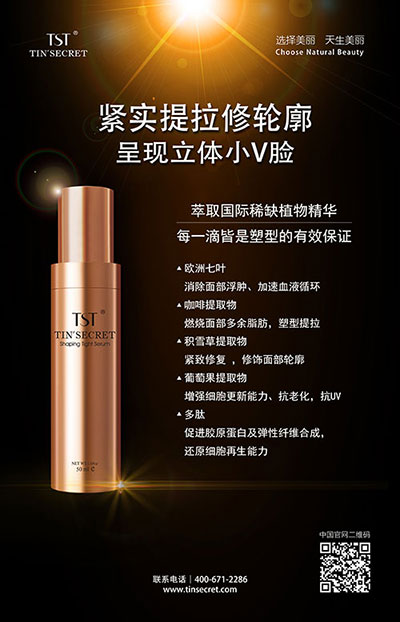 TST®
TIN'SECRET
选择美丽 天生美丽
Choose Natural Beauty
紧实提拉修轮廓
呈现立体小V脸
萃取国际稀缺植物精华
每一滴皆是塑型的有效保证
欧洲七叶
消除面部浮肿、加速血液循环
咖啡提取物
燃烧面部多余脂肪，塑型提拉
积雪草提取物
紧致修复 ，修饰面部轮廓
葡萄果提取物
增强细胞更新能力、抗老化，抗UV
多肽
促进胶原蛋白及弹性纤维合成，
还原细胞再生能力
TST®
TIN'SECRET
Shaping Tight Serum
50 ml ℮
中国官网二维码
联系电话｜400-671-2286
www.tinsecret.com